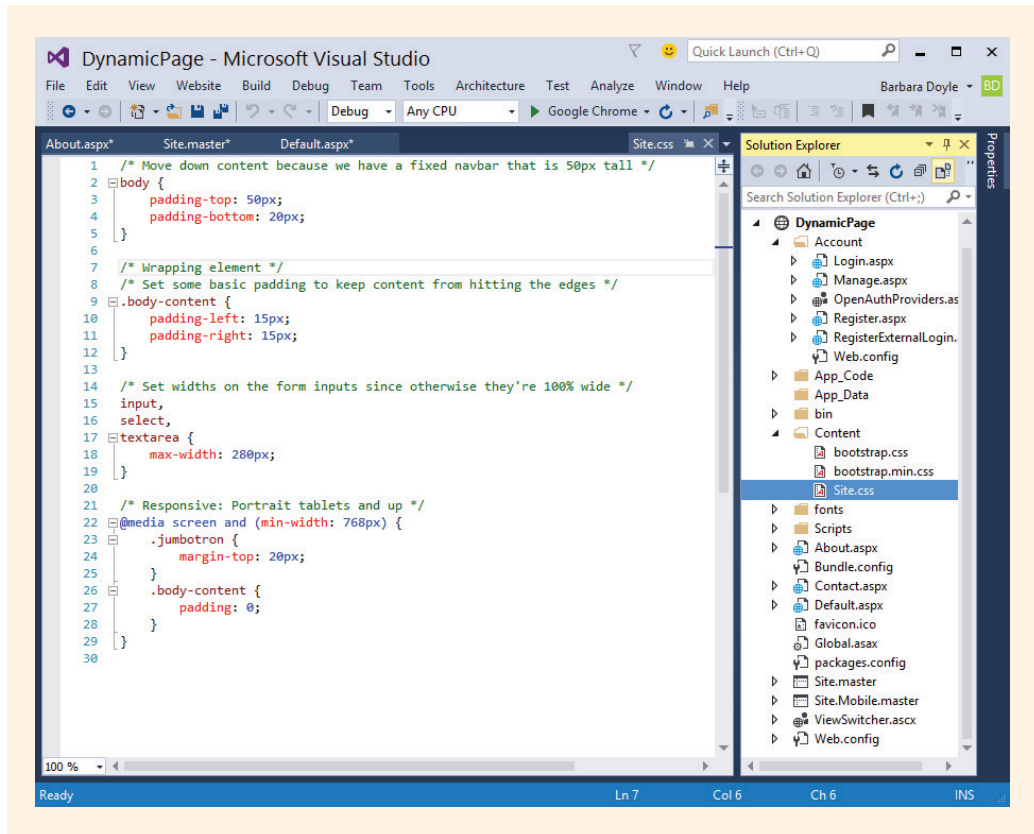 DynamicPage - Microsoft Visual Studio
Quick Launch (Ctrl+Q)
File Edit View Website Build Debug Team Tools Architecture Test Analyze Window Help Barbara Doyle BD
Debug Any CPU Google Chrome
About.aspx* Site.master* Default.aspx* Site.css
1 /* Move down content because we have a fixed navbar that is 50px tall */
2 body {
3 padding-top: 50px;
4 padding-bottom: 20px;
5 }
6
7 /* Wrapping element */
8 /* Set some basic padding to keep content from hitting the edges */
9 .body-content {
10 padding-left: 15px;
11 padding-right: 15px;
12 }
13
14 /* Set widths on the form inputs since otherwise they're 100% wide */
15 input,
16 select,
17 textarea {
18 max-width: 280px;
19 }
20
21 /* Responsive: Portrait tablets and up */
22 @media screen and (min-width: 768px) {
23 .jumbotron {
24 margin-top: 20px;
25 }
26 .body-content {
27 padding: 0;
28 }
29 }
30
100 %
Solution Explorer
Search Solution Explorer (Ctrl+;)
DynamicPage
Account
Login.aspx
Manage.aspx
OpenAuthProviders.as
Register.aspx
RegisterExternalLogin.
Web.config
App_Code
App_Data
bin
Content
bootstrap.css
bootstrap.min.css
Site.css
fonts
Scripts
About.aspx
Bundle.config
Contact.aspx
Default.aspx
favicon.ico
Global.asax
packages.config
Site.master
Site.Mobile.master
ViewSwitcher.ascx
Web.config
Properties
Ready Ln 7 Col 6 Ch 6 INS